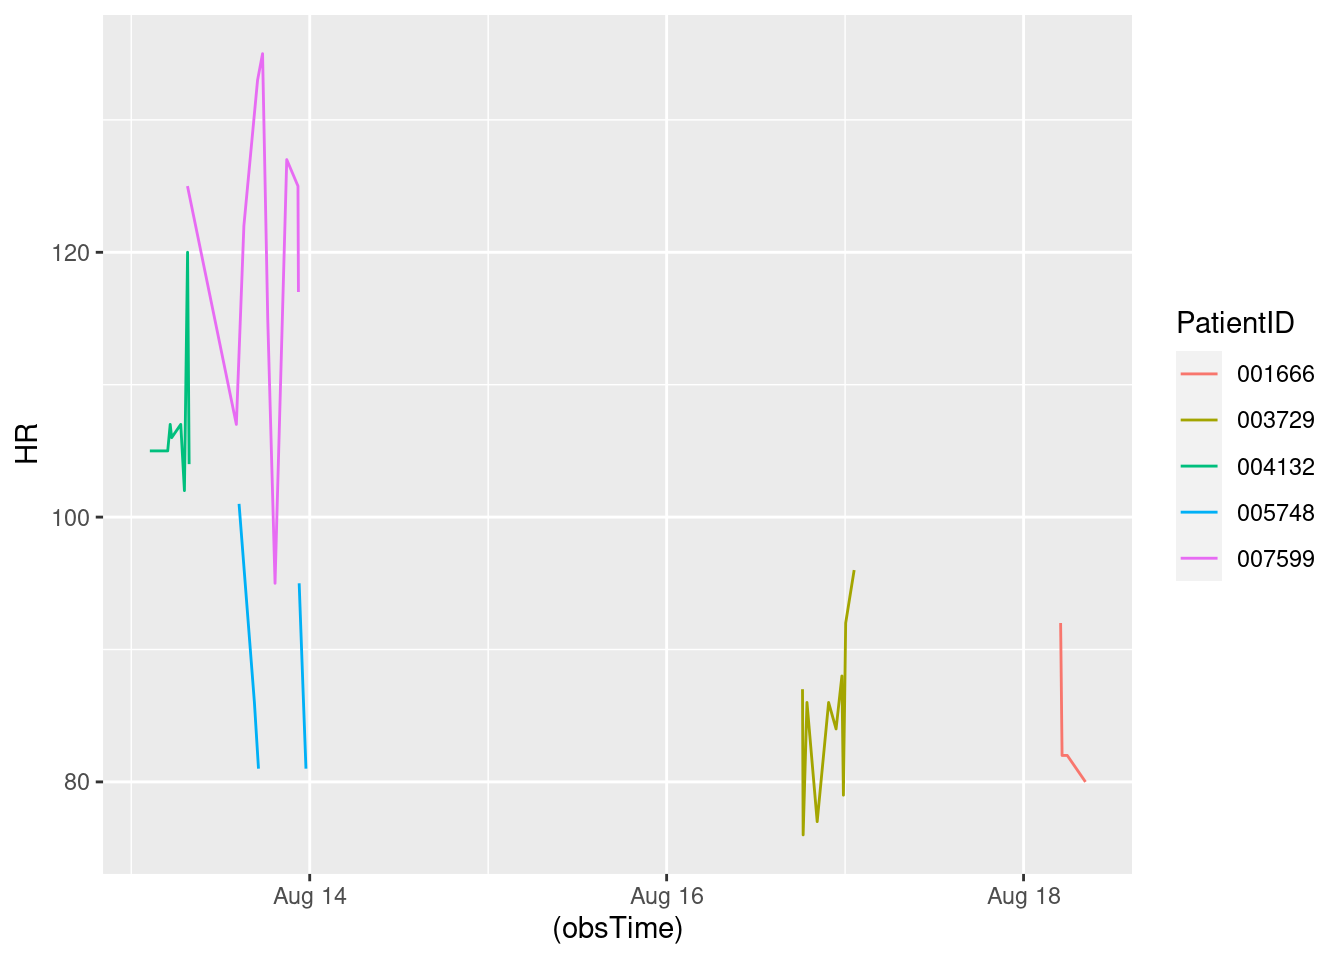 120
100
80
HR
Aug 14
Aug 16
Aug 18
(obsTime)
PatientID
001666
003729
004132
005748
007599